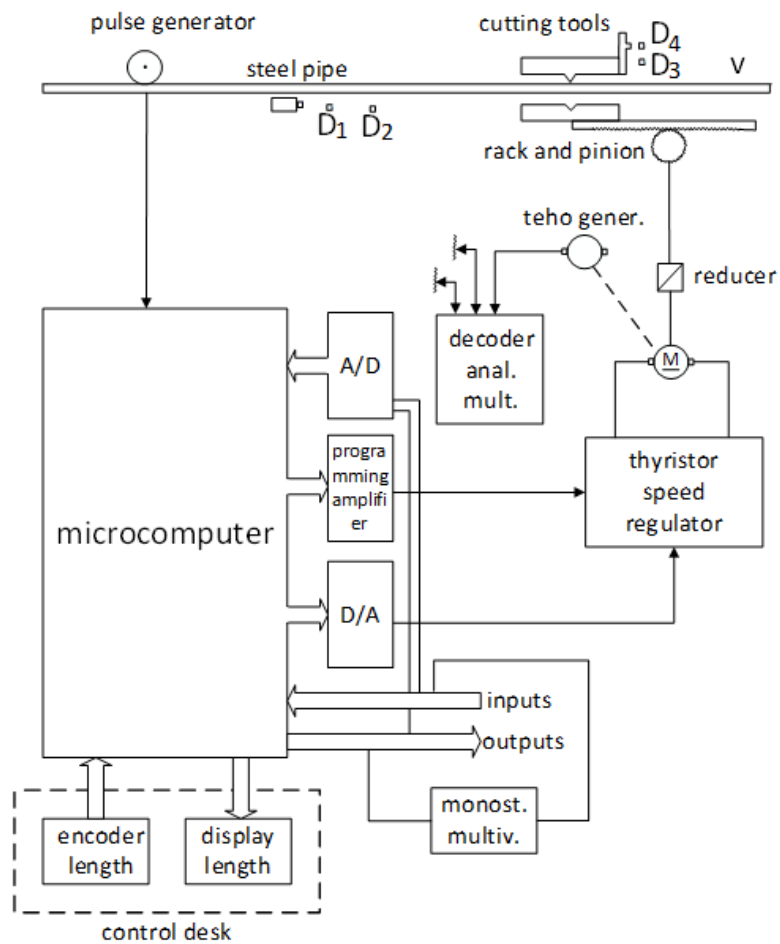 pulse generator
cutting tools
D4
D3
steel pipe
V
D1 D2
rack and pinion
teho gener.
reducer
decoder
anal.
mult.
M
A/D
progra
mming
amplifi
er
thyristor
speed
regulator
microcomputer
D/A
inputs
outputs
monost.
multiv.
encoder
length
display
length
control desk